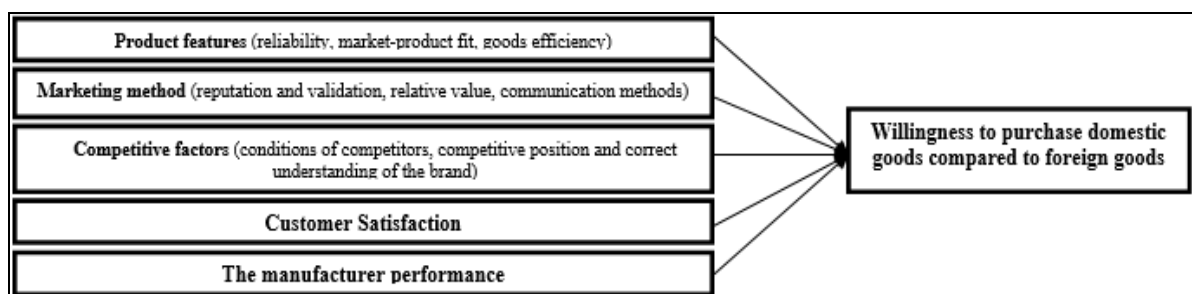 Product features (reliability, market-product fit, goods efficiency)
Marketing method (reputation and validation, relative value, communication methods)
Competitive factors (conditions of competitors, competitive position and correct
understanding of the brand)
Customer Satisfaction
The manufacturer performance
Willingness to purchase domestic
goods compared to foreign goods